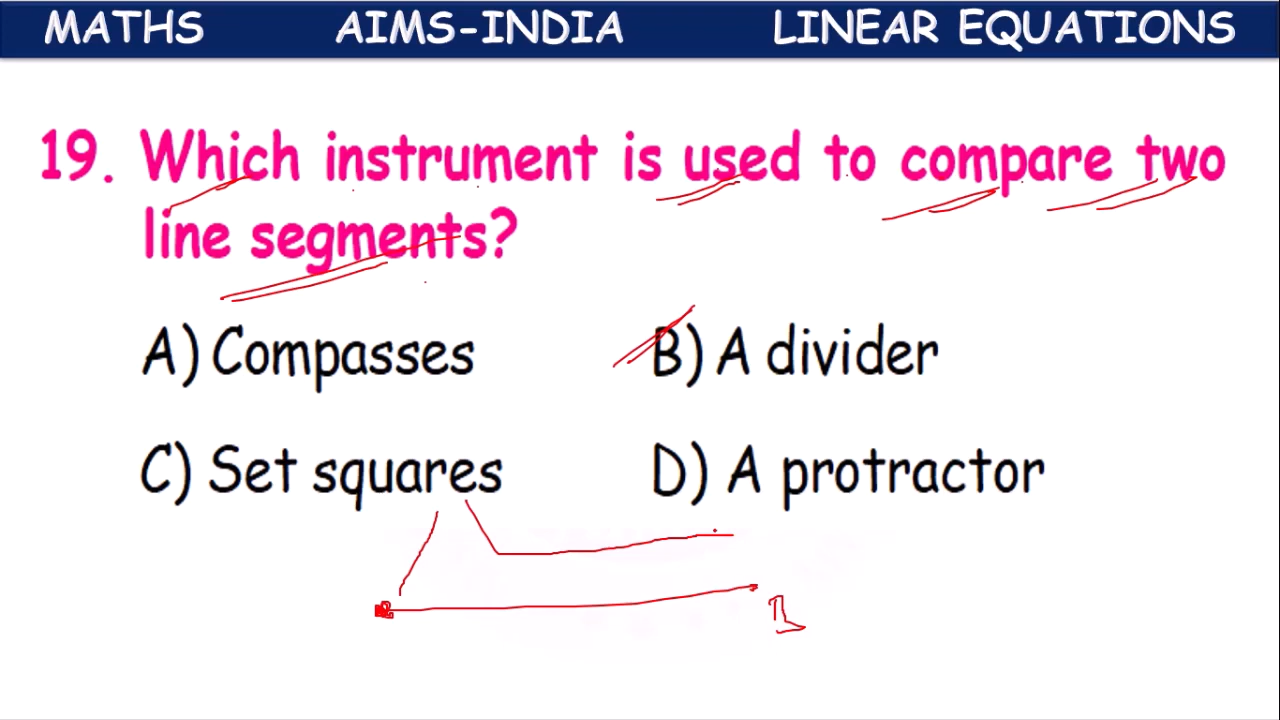 MATHS AIMS-INDIA LINEAR EQUATIONS
19. Which instrument is used to compare two
line segments?
A) Compasses B) A divider
C) Set squares D) A protractor